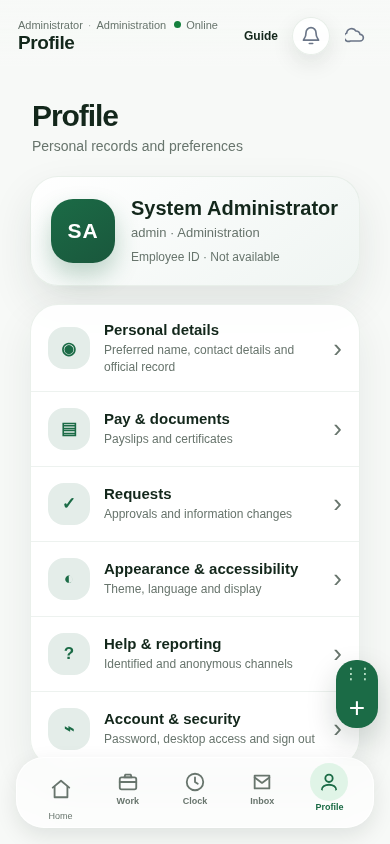 Administrator · Administration Online
Profile
Guide
Profile
Personal records and preferences
SA
System Administrator
admin · Administration
Employee ID · Not available
Personal details
Preferred name, contact details and
official record
Pay & documents
Payslips and certificates
Requests
Approvals and information changes
Appearance & accessibility
Theme, language and display
Help & reporting
Identified and anonymous channels
Account & security
Password, desktop access and sign out
Home
Work
Clock
Inbox
Profile